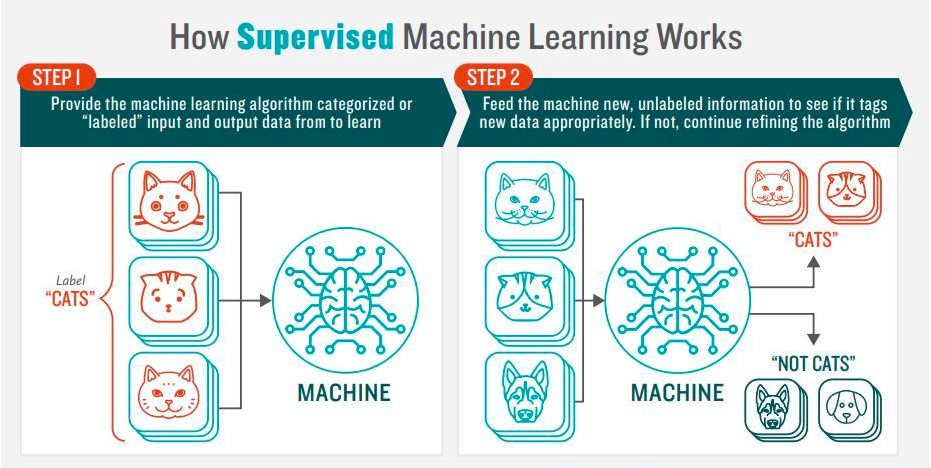 How Supervised Machine Learning Works
STEP 1
Provide the machine learning algorithm categorized or
“labeled” input and output data from to learn
Label
“CATS”
MACHINE
STEP 2
Feed the machine new, unlabeled information to see if it tags
new data appropriately. If not, continue refining the algorithm
MACHINE
“CATS”
“NOT CATS”